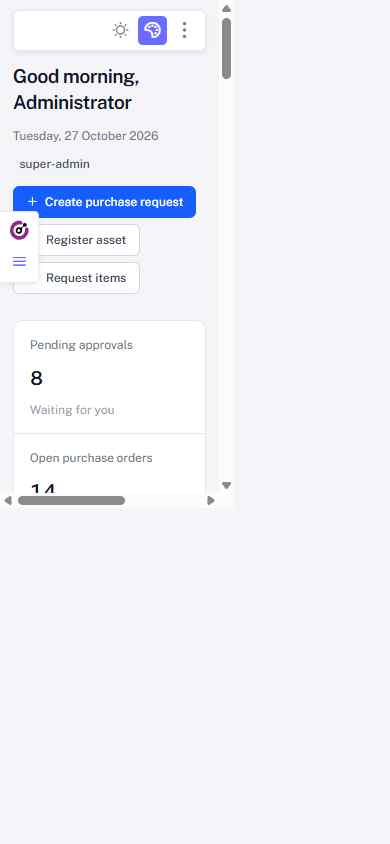 Good morning,
Administrator
Tuesday, 27 October 2026
super-admin
Create purchase request
Register asset
Request items
Pending approvals
8
Waiting for you
Open purchase orders
14